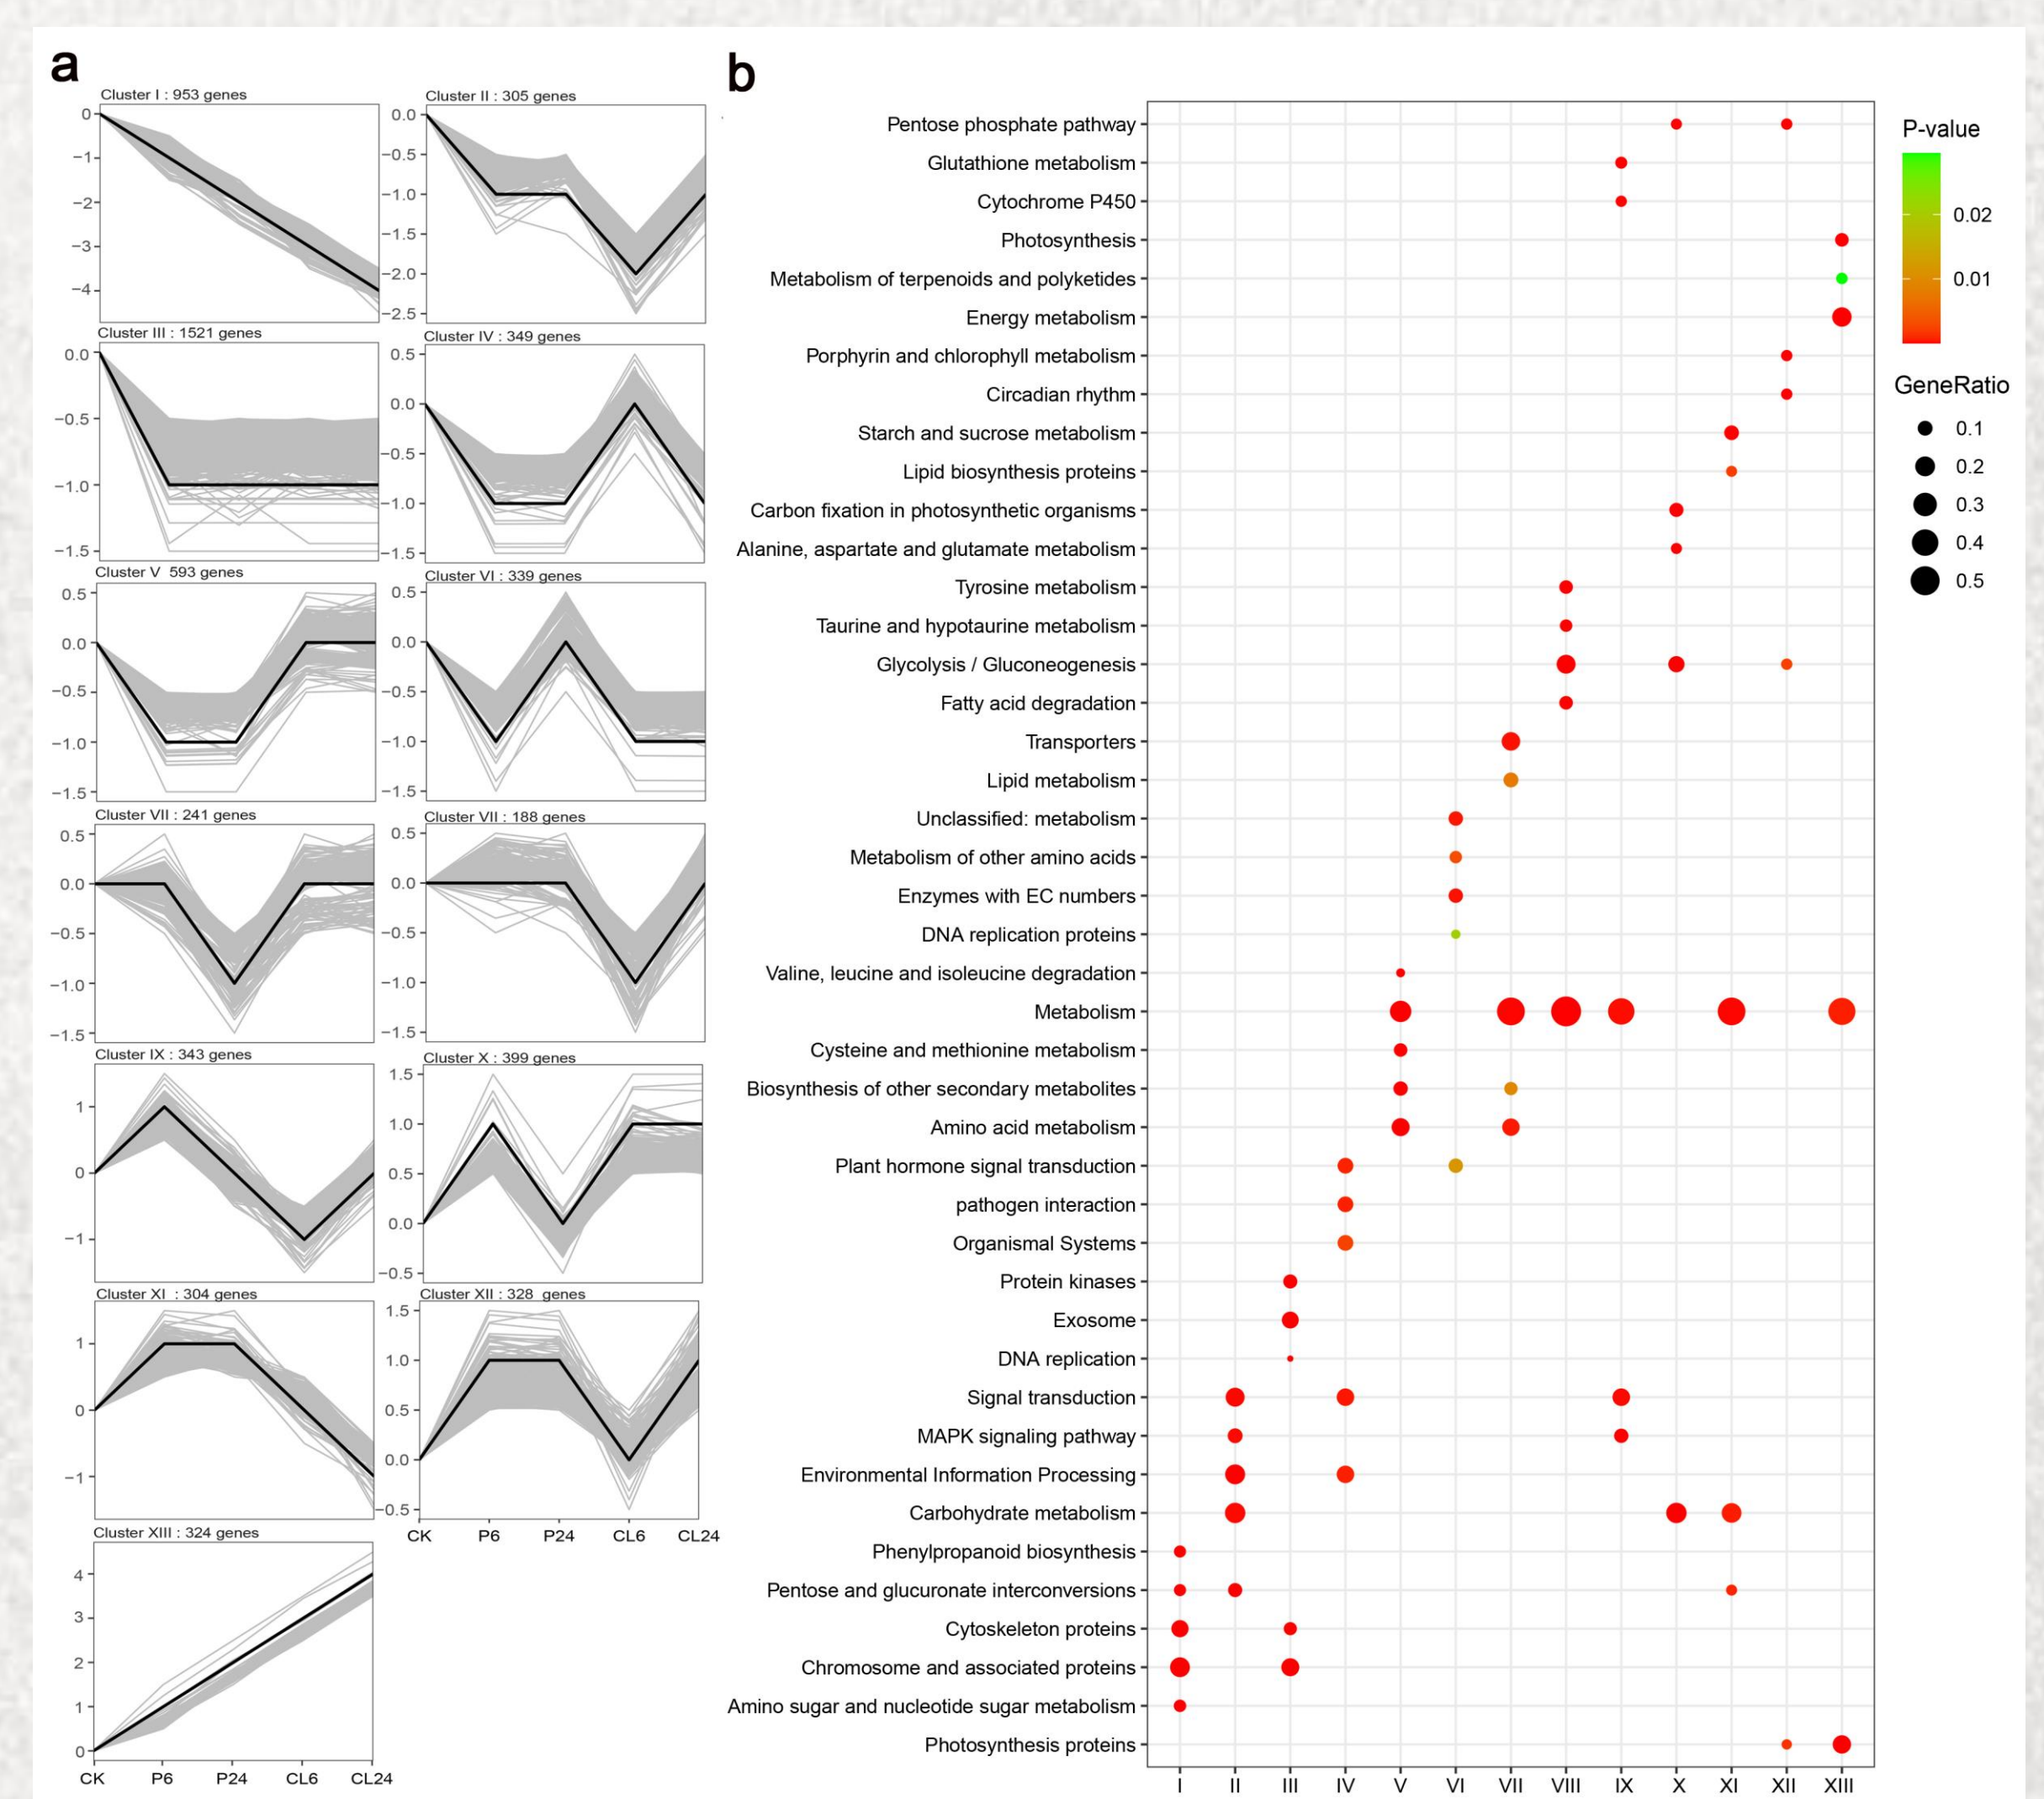 a
Cluster I : 953 genes
0
−1
−2
−3
−4
Cluster II : 305 genes
0.0
−0.5
−1.0
−1.5
−2.0
−2.5
Cluster III : 1521 genes
0.0
−0.5
−1.0
−1.5
Cluster IV : 349 genes
0.5
0.0
−0.5
−1.0
−1.5
Cluster V 593 genes
0.5
0.0
−0.5
−1.0
−1.5
Cluster VI : 339 genes
0.5
0.0
−0.5
−1.0
−1.5
Cluster VII : 241 genes
0.5
0.0
−0.5
−1.0
−1.5
Cluster VII : 188 genes
0.5
0.0
−0.5
−1.0
−1.5
Cluster IX : 343 genes
1
0
−1
Cluster X : 399 genes
1.5
1.0
0.5
0.0
−0.5
Cluster XI : 304 genes
1
0
−1
Cluster XII : 328 genes
1.5
1.0
0.5
0.0
−0.5
CK P6 P24 CL6 CL24
Cluster XIII : 324 genes
4
3
2
1
0
CK P6 P24 CL6 CL24
b
Pentose phosphate pathway
Glutathione metabolism
Cytochrome P450
Photosynthesis
Metabolism of terpenoids and polyketides
Energy metabolism
Porphyrin and chlorophyll metabolism
Circadian rhythm
Starch and sucrose metabolism
Lipid biosynthesis proteins
Carbon fixation in photosynthetic organisms
Alanine, aspartate and glutamate metabolism
Tyrosine metabolism
Taurine and hypotaurine metabolism
Glycolysis / Gluconeogenesis
Fatty acid degradation
Transporters
Lipid metabolism
Unclassified: metabolism
Metabolism of other amino acids
Enzymes with EC numbers
DNA replication proteins
Valine, leucine and isoleucine degradation
Metabolism
Cysteine and methionine metabolism
Biosynthesis of other secondary metabolites
Amino acid metabolism
Plant hormone signal transduction
pathogen interaction
Organismal Systems
Protein kinases
Exosome
DNA replication
Signal transduction
MAPK signaling pathway
Environmental Information Processing
Carbohydrate metabolism
Phenylpropanoid biosynthesis
Pentose and glucuronate interconversions
Cytoskeleton proteins
Chromosome and associated proteins
Amino sugar and nucleotide sugar metabolism
Photosynthesis proteins
I II III IV V VI VII VIII IX X XI XII XIII
P-value
0.02
0.01
GeneRatio
0.1
0.2
0.3
0.4
0.5